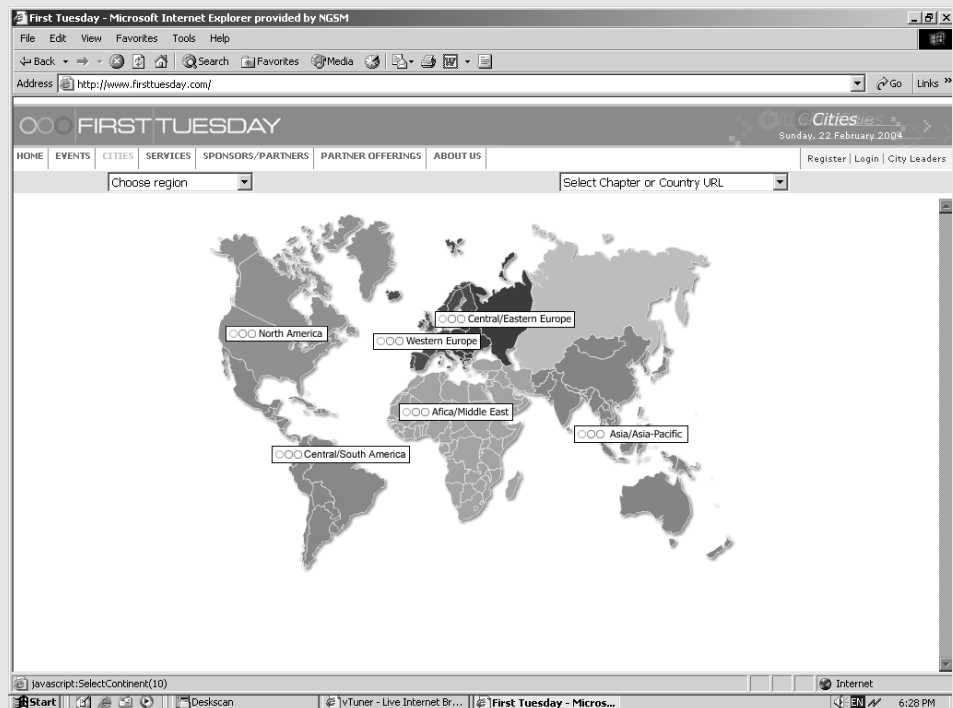 First Tuesday - Microsoft Internet Explorer provided by NGSM
File Edit View Favorites Tools Help
Back Search Favorites Media
Address http://www.firsttuesday.com/ Go Links »
FIRST TUESDAY
Cities
Sunday, 22 February 2004
HOME EVENTS CITIES SERVICES SPONSORS/PARTNERS PARTNER OFFERINGS ABOUT US Register | Login | City Leaders
Choose region Select Chapter or Country URL
Central/Eastern Europe
North America
Western Europe
Afica/Middle East
Asia/Asia-Pacific
Central/South America
javascript:SelectContinent(10) Internet
Start Deskscan vTuner - Live Internet Br... First Tuesday - Micros... EN 6:28 PM